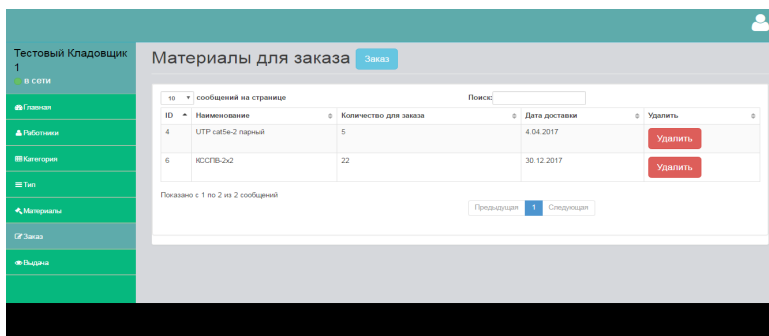 Тестовый Кладовщик
1
в сети
Главная
Работники
Категория
Тип
Материалы
Заказ
Выдача
Материалы для заказа Заказ
10 сообщений на странице Поиск:
ID Наименование Количество для заказа Дата доставки Удалить
4 UTP cat5e-2 парный 5 4.04.2017 Удалить
6 КССПВ-2х2 22 30.12.2017 Удалить
Показано с 1 по 2 из 2 сообщений
Предыдущая 1 Следующая